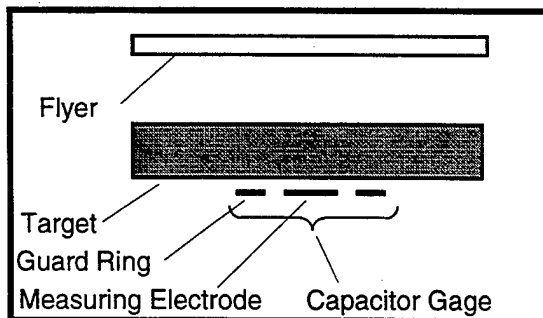 Flyer
Target
Guard Ring
Measuring Electrode
Capacitor Gage